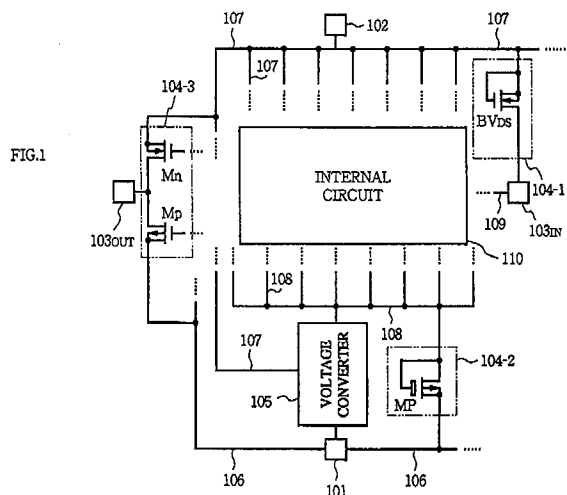 107
102
107
107
104-3
BVDS
FIG.1
Mn
INTERNAL
CIRCUIT
104-1
Mp
109
103IN
103OUT
110
108
108
107
104-2
105
VOLTAGE
CONVERTER
MP
106
101
106